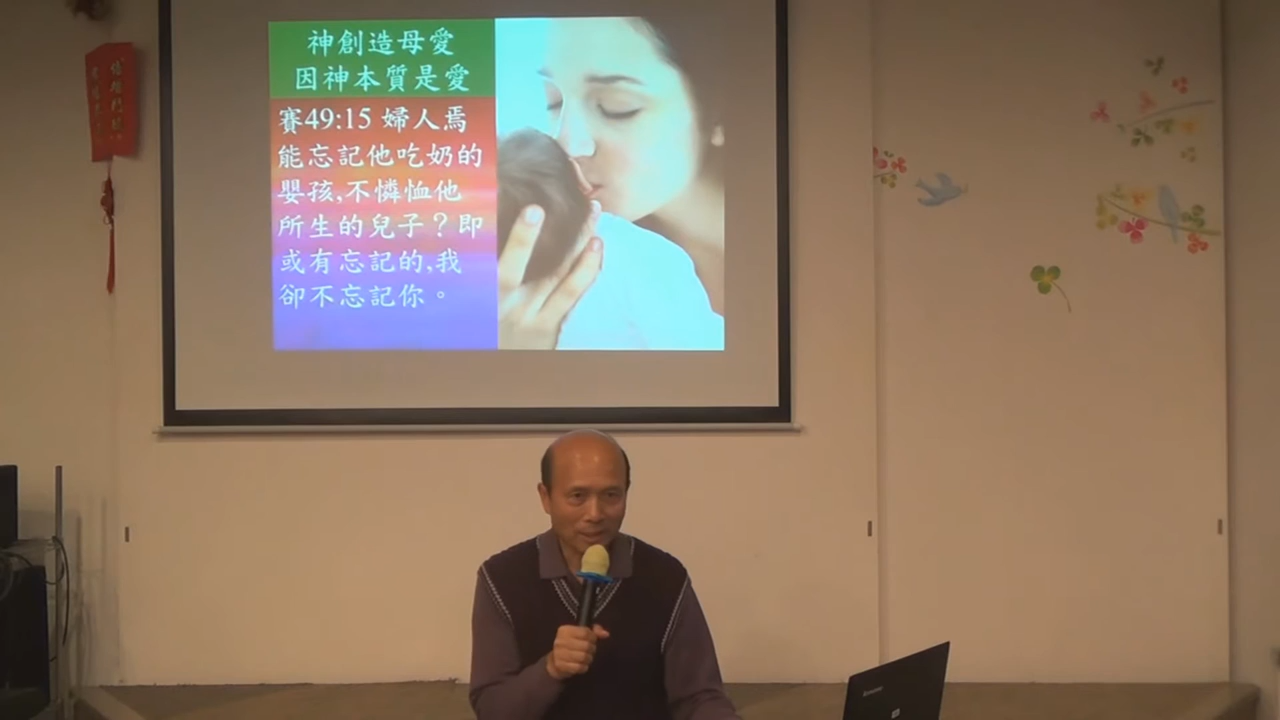 神創造母愛
因神本質是愛
賽49:15 婦人焉
能忘記他吃奶的
嬰孩,不憐恤他
所生的兒子？即
或有忘記的,我
卻不忘記你。